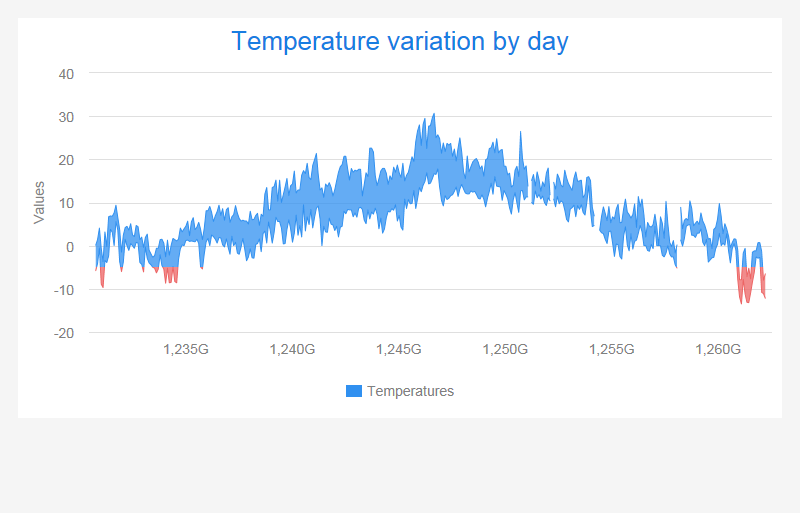 Temperature variation by day
40
30
20
10
0
-10
-20
Values
1,235G 1,240G 1,245G 1,250G 1,255G 1,260G
Temperatures